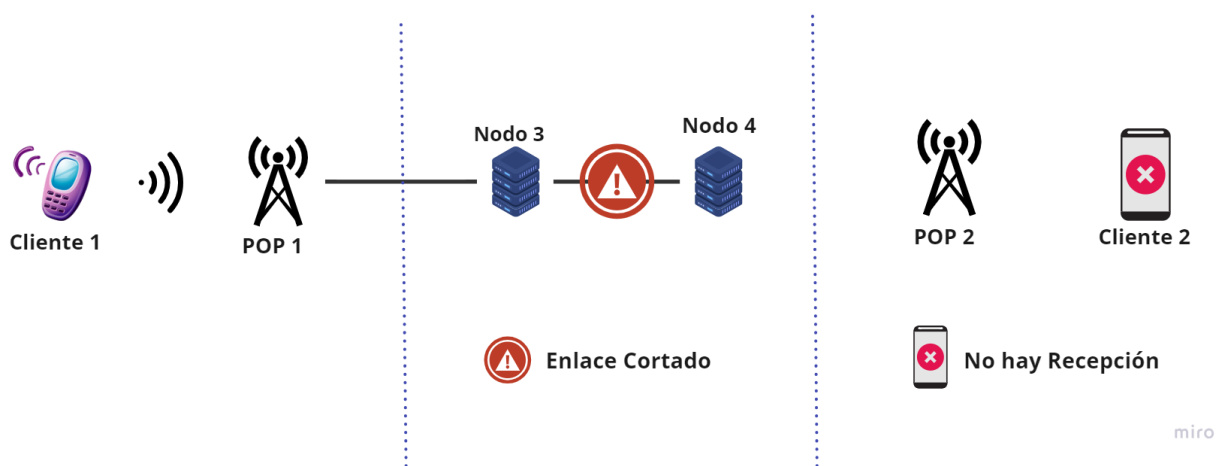 Nodo 3
Nodo 4
Cliente 1
POP 1
POP 2
Cliente 2
Enlace Cortado
No hay Recepción
miro